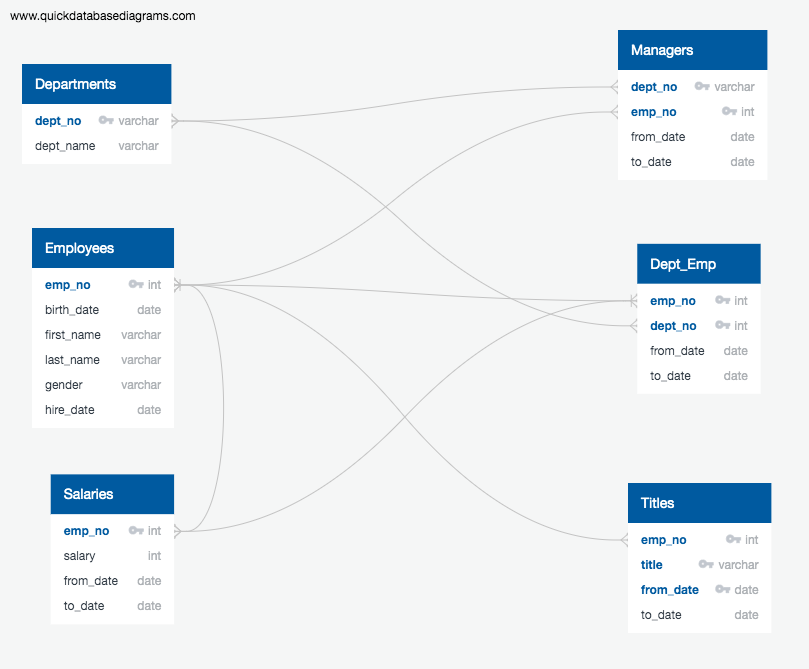 www.quickdatabasediagrams.com
Departments
dept_no varchar
dept_name varchar
Employees
emp_no int
birth_date date
first_name varchar
last_name varchar
gender varchar
hire_date date
Salaries
emp_no int
salary int
from_date date
to_date date
Managers
dept_no varchar
emp_no int
from_date date
to_date date
Dept_Emp
emp_no int
dept_no int
from_date date
to_date date
Titles
emp_no int
title varchar
from_date date
to_date date